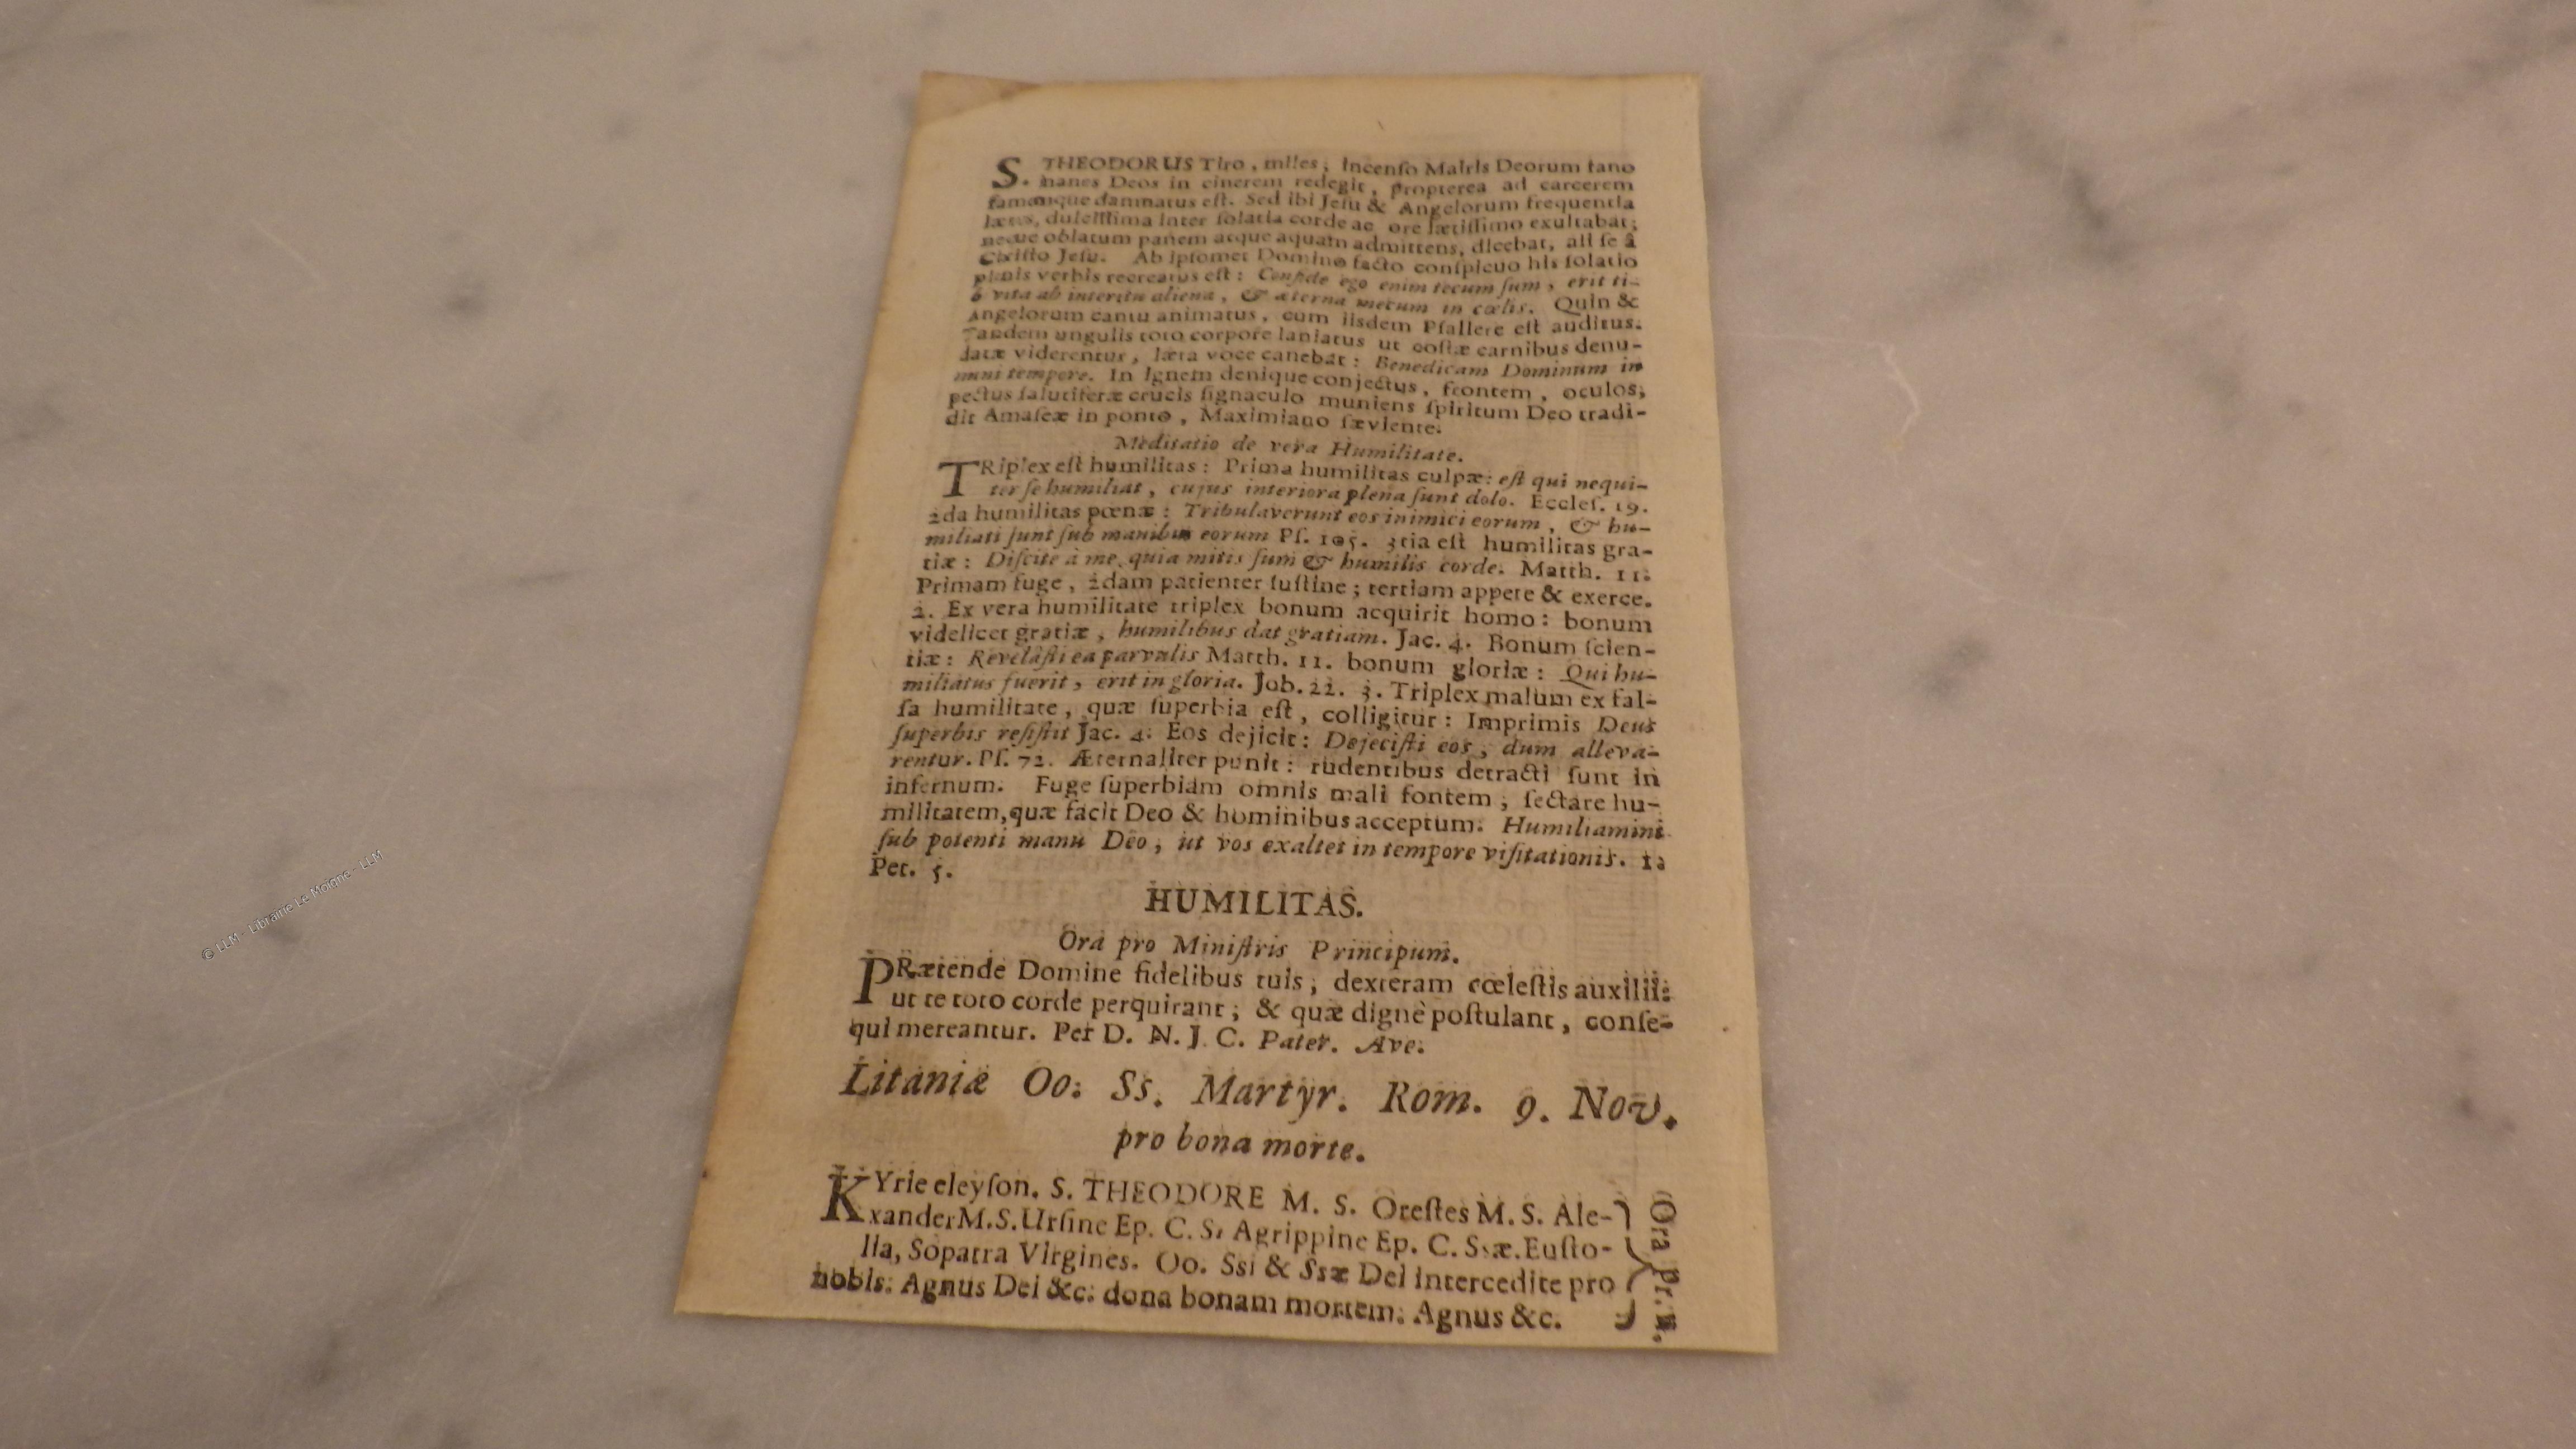 S. THEODORUS Tiro, miles, incenſo Matris Deorum fano
inanes Deos in cinerem redegit, propterea ad carcerem
famemque damnatus eſt. Sed ibi Jeſu & Angelorum frequentia
lætus, dulciſſima inter ſolatia corde ac ore lætiſſimo exultabat;
neque oblatum panem atque aquam admittens, dicebat, ali ſe â
Chriſto Jeſu. Ab ipſomet Domino facto conſpicuo his ſolatio
plenis verbis recreatus eſt: Confide ego enim tecum ſum, erit ti-
bi vita ab interitu aliena, & æterna mecum in cœlis. Quin &
Angelorum cantu animatus, cum iisdem Pſallere eſt auditus.
Tandem ungulis toto corpore laniatus ut coſtæ carnibus denu-
datæ viderentur, læta voce canebat: Benedicam Dominum in
omni tempore. In ignem denique conjectus, frontem, oculos,
pectus ſalutiferæ crucis ſignaculo muniens ſpiritum Deo tradi-
dit Amaſeæ in ponto, Maximiano ſæviente.
Meditatio de vera Humilitate.
TRiplex eſt humilitas: Prima humilitas culpæ: eſt qui nequi-
ter ſe humiliat, cujus interiora plena ſunt dolo. Eccleſ. 19.
2da humilitas pœnæ: Tribulaverunt eos inimici eorum, & hu-
miliati ſunt ſub manibus eorum Pſ. 105. 3tia eſt humilitas gra-
tiæ: Diſcite à me, quia mitis ſum & humilis corde. Matth. 11.
Primam fuge, 2dam patienter ſuſtine; tertiam appete & exerce.
2. Ex vera humilitate triplex bonum acquirit homo: bonum
videlicet gratiæ, humilibus dat gratiam. Jac. 4. Bonum ſcien-
tiæ: Revelâſti ea parvulis Matth. 11. bonum gloriæ: Qui hu-
miliatus fuerit, erit in gloria. Job. 22. 3. Triplex malum ex fal-
ſa humilitate, quæ ſuperbia eſt, colligitur: Imprimis Deus
ſuperbis reſiſtit Jac. 4. Eos dejicit: Dejeciſti eos, dum alleva-
rentur. Pſ. 72. Æternaliter punit: rudentibus detracti ſunt in
infernum. Fuge ſuperbiam omnis mali fontem, ſectare hu-
militatem, quæ facit Deo & hominibus acceptum. Humiliamini
ſub potenti manu Deo, ut vos exaltet in tempore viſitationis. 1.
Pet. 5.
HUMILITAS.
Ora pro Miniſtris Principum.
PRætende Domine fidelibus tuis, dexteram cœleſtis auxilii:
ut te toto corde perquirant; & quæ dignè poſtulant, conſe-
qui mereantur. Per D. N. J. C. Pater. Ave.
Litaniæ Oo. Ss. Martyr. Rom. 9. Nov.
pro bona morte.
KYrie eleyſon. S. THEODORE M. S. Oreſtes M. S. Ale-
xander M. S. Urſine Ep. C. S. Agrippine Ep. C. Ssæ. Euſto-
lia, Sopatra Virgines. Oo. Ssi & Ssæ Dei intercedite pro
nobis. Agnus Dei &c. dona bonam mortem. Agnus &c.
Ora pr. n.
© LLM - Librairie Le Moigne - LLM